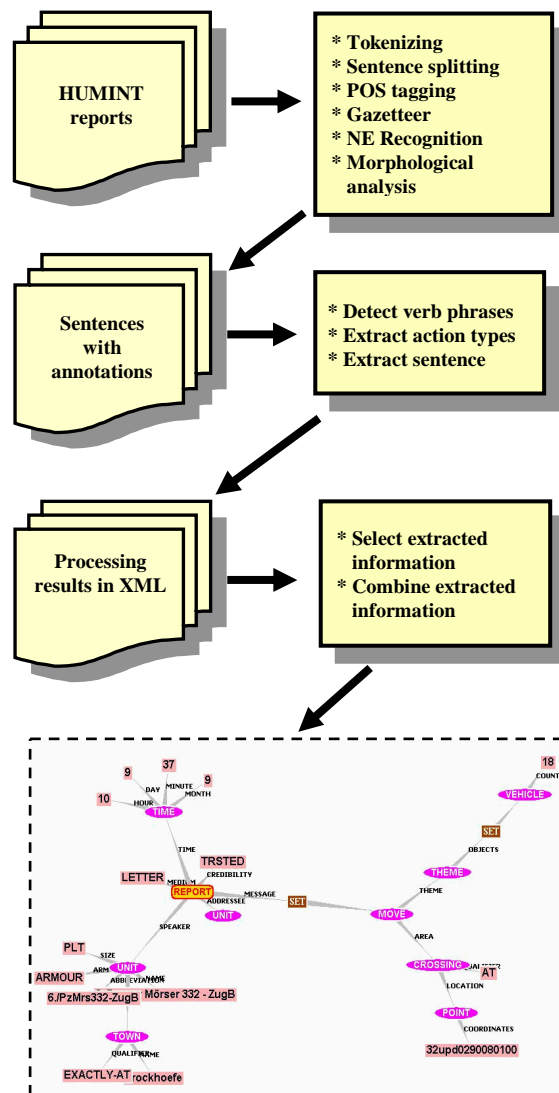 HUMINT
reports
* Tokenizing
* Sentence splitting
* POS tagging
* Gazetteer
* NE Recognition
* Morphological
analysis
Sentences
with
annotations
* Detect verb phrases
* Extract action types
* Extract sentence
Processing
results in XML
* Select extracted
information
* Combine extracted
information
37
9
9
DAY
MINUTE
MONTH
10
HOUR
TIME
TIME
18
COUNT
VEHICLE
SET
OBJECTS
THEME
THEME
TRSTED
CREDIBILITY
LETTER
REPORT
MESSAGE
SET
ADDRESSEE
UNIT
MOVE
SPEAKER
AREA
PLT
SIZE
UNIT
CROSSING
ARMOUR
ARM
AT
LOCATION
6./PzMrs332-ZugB
Mörser 332 - ZugB
POINT
TOWN
COORDINATES
QUALIFIER
NAME
32upd0290080100
EXACTLY-AT
rockhoefe